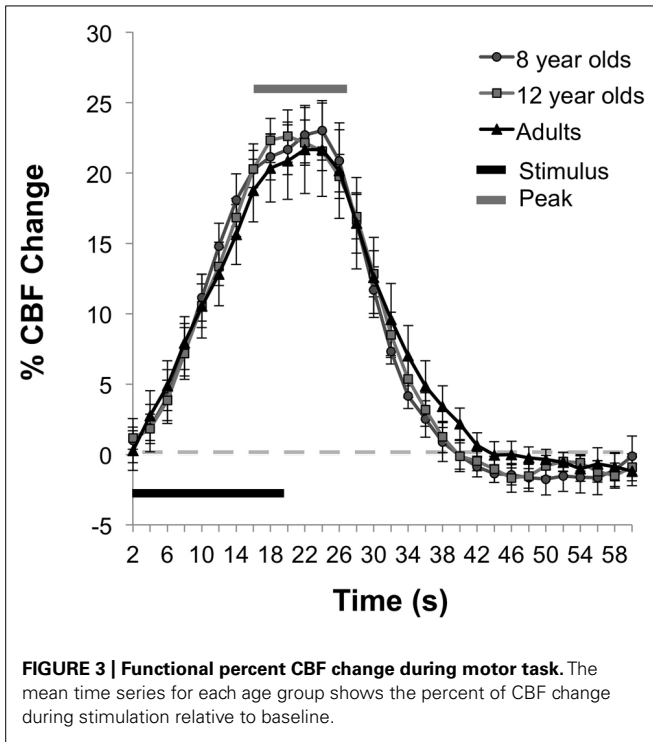 30
25
20
15
10
5
0
-5
% CBF Change
8 year olds
12 year olds
Adults
Stimulus
Peak
2 6 10 14 18 22 26 30 34 38 42 46 50 54 58
Time (s)
FIGURE 3 | Functional percent CBF change during motor task. The
mean time series for each age group shows the percent of CBF change
during stimulation relative to baseline.